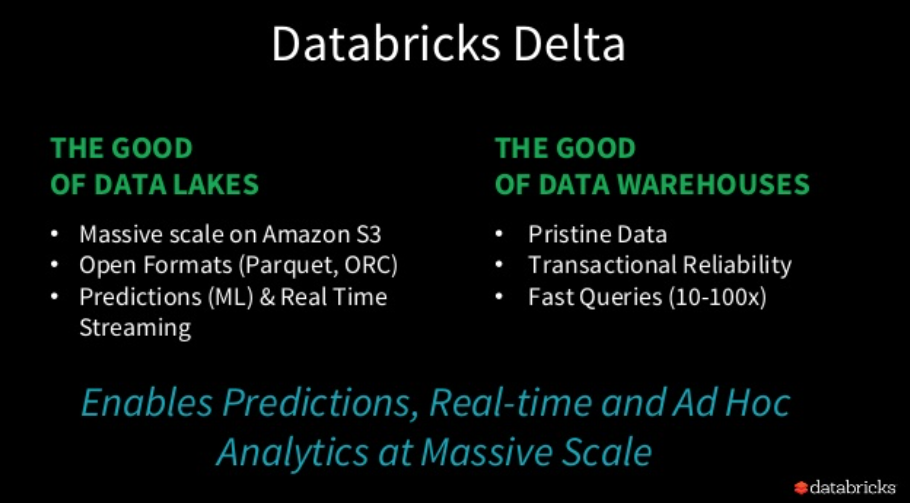 Databricks Delta
THE GOOD
OF DATA LAKES
• Massive scale on Amazon S3
• Open Formats (Parquet, ORC)
• Predictions (ML) & Real Time
Streaming
THE GOOD
OF DATA WAREHOUSES
• Pristine Data
• Transactional Reliability
• Fast Queries (10-100x)
Enables Predictions, Real-time and Ad Hoc
Analytics at Massive Scale
databricks